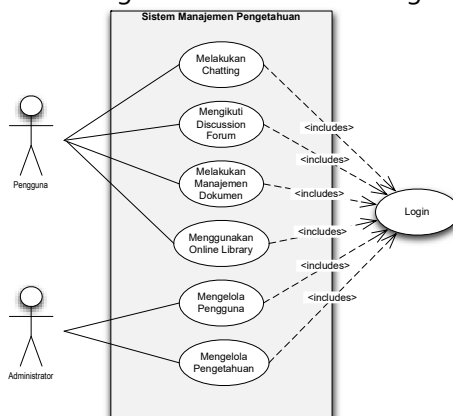 Sistem Manajemen Pengetahuan
Melakukan
Chatting
<includes>
Mengikuti
Discussion
Forum
<includes>
Pengguna
Melakukan
Manajemen
Dokumen
<includes>
Login
Menggunakan
Online Library
<includes>
<includes>
Mengelola
Pengguna
<includes>
Administrator
Mengelola
Pengetahuan